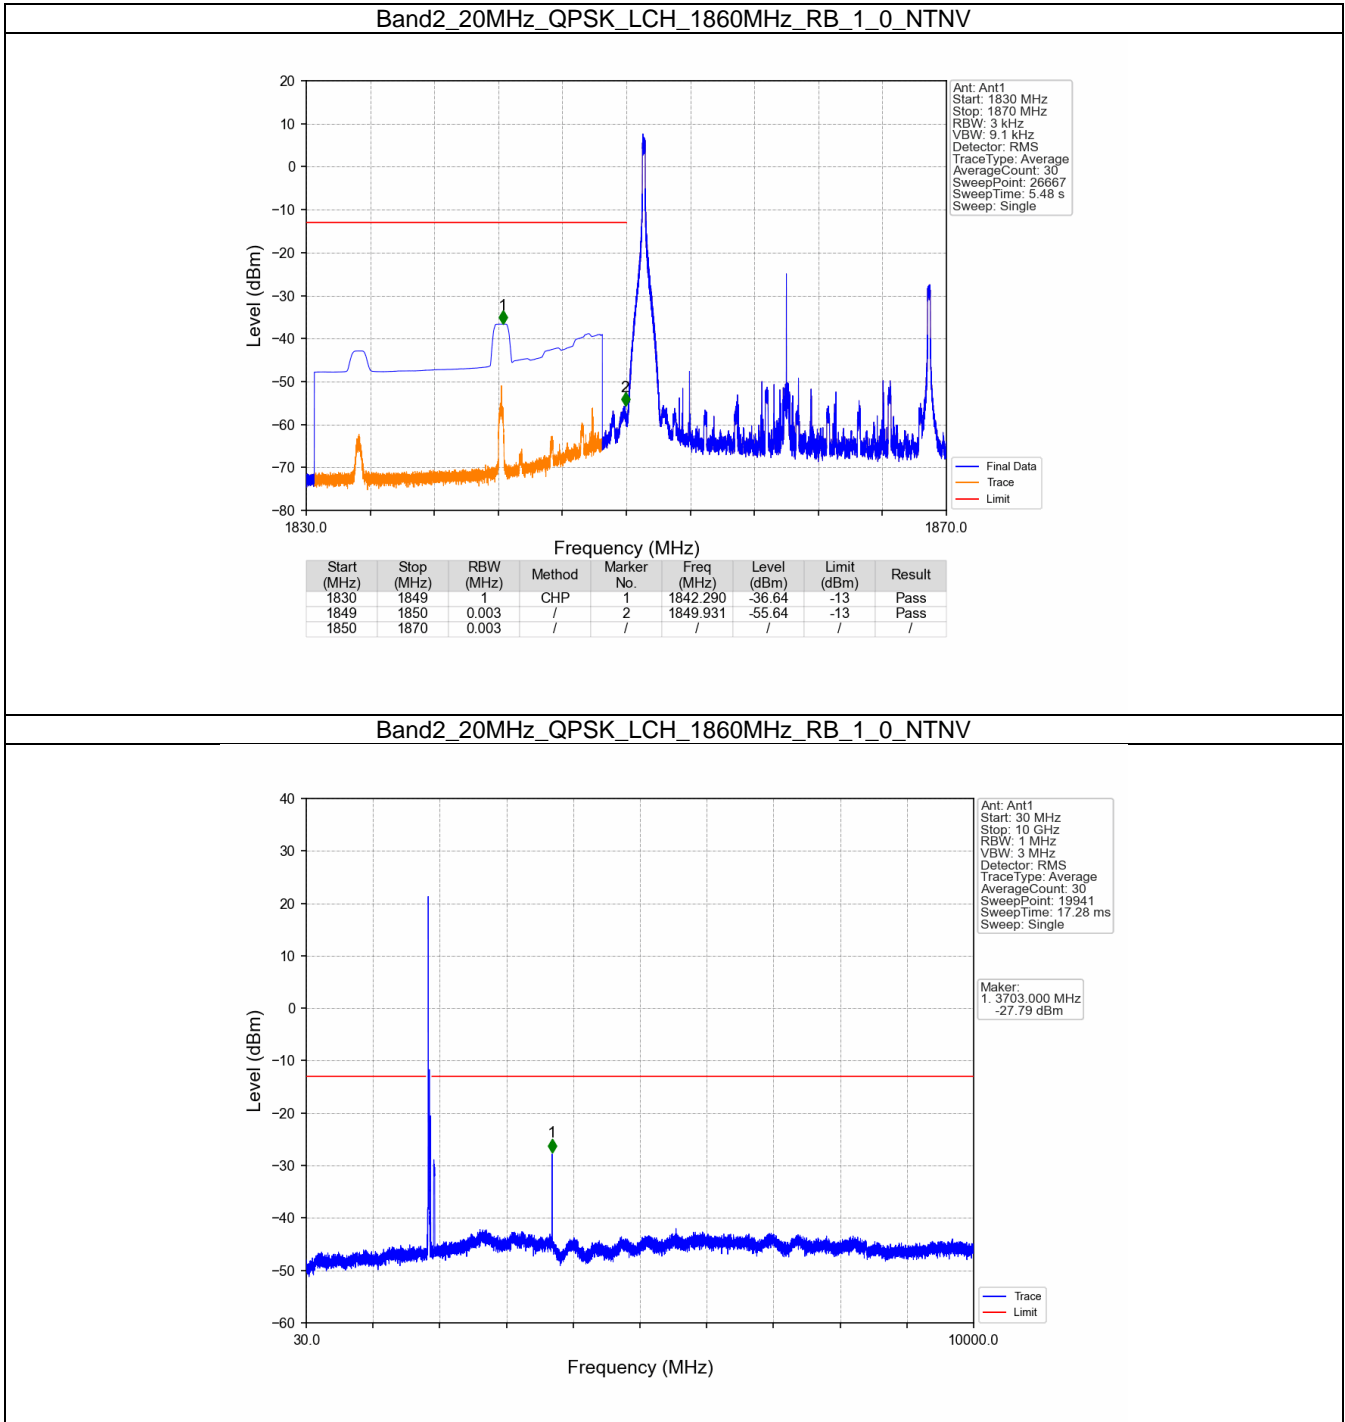 Band2_20MHz_QPSK_LCH_1860MHz_RB_1_0_NTNV
20
10
0
−10
−20
−30
−40
−50
−60
−70
−80
Level (dBm)
1
2
1830.0
1870.0
Frequency (MHz)
Ant: Ant1
Start: 1830 MHz
Stop: 1870 MHz
RBW: 3 kHz
VBW: 9.1 kHz
Detector: RMS
TraceType: Average
AverageCount: 30
SweepPoint: 26667
SweepTime: 5.48 s
Sweep: Single
Final Data
Trace
Limit
Start (MHz) Stop (MHz) RBW (MHz) Method Marker No. Freq (MHz) Level (dBm) Limit (dBm) Result
1830 1849 1 CHP 1 1842.290 -36.64 -13 Pass
1849 1850 0.003 / 2 1849.931 -55.64 -13 Pass
1850 1870 0.003 / / / / / /
Band2_20MHz_QPSK_LCH_1860MHz_RB_1_0_NTNV
40
30
20
10
0
−10
−20
−30
−40
−50
−60
Level (dBm)
1
30.0
10000.0
Frequency (MHz)
Ant: Ant1
Start: 30 MHz
Stop: 10 GHz
RBW: 1 MHz
VBW: 3 MHz
Detector: RMS
TraceType: Average
AverageCount: 30
SweepPoint: 19941
SweepTime: 17.28 ms
Sweep: Single
Maker:
1. 3703.000 MHz
-27.79 dBm
Trace
Limit